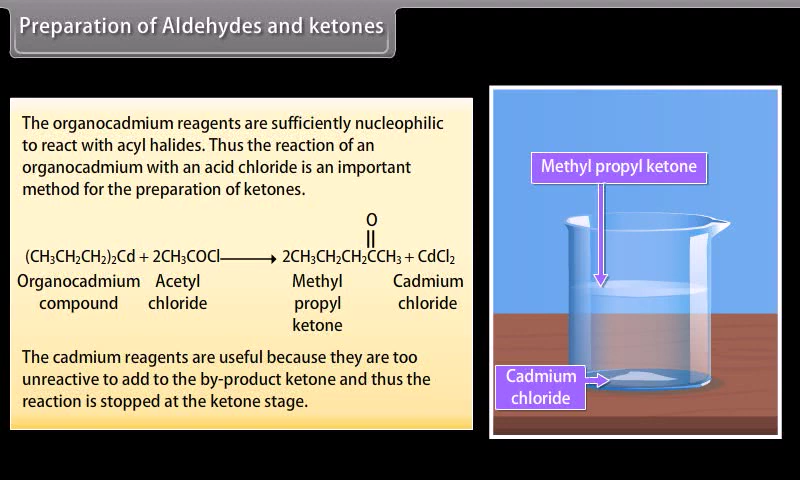 Preparation of Aldehydes and ketones
The organocadmium reagents are sufficiently nucleophilic
to react with acyl halides. Thus the reaction of an
organocadmium with an acid chloride is an important
method for the preparation of ketones.
O
||
(CH₃CH₂CH₂)₂Cd + 2CH₃COCl⟶ 2CH₃CH₂CH₂CCH₃ + CdCl₂
Organocadmium Acetyl Methyl Cadmium
compound chloride propyl chloride
ketone
The cadmium reagents are useful because they are too
unreactive to add to the by-product ketone and thus the
reaction is stopped at the ketone stage.
Methyl propyl ketone
Cadmium
chloride